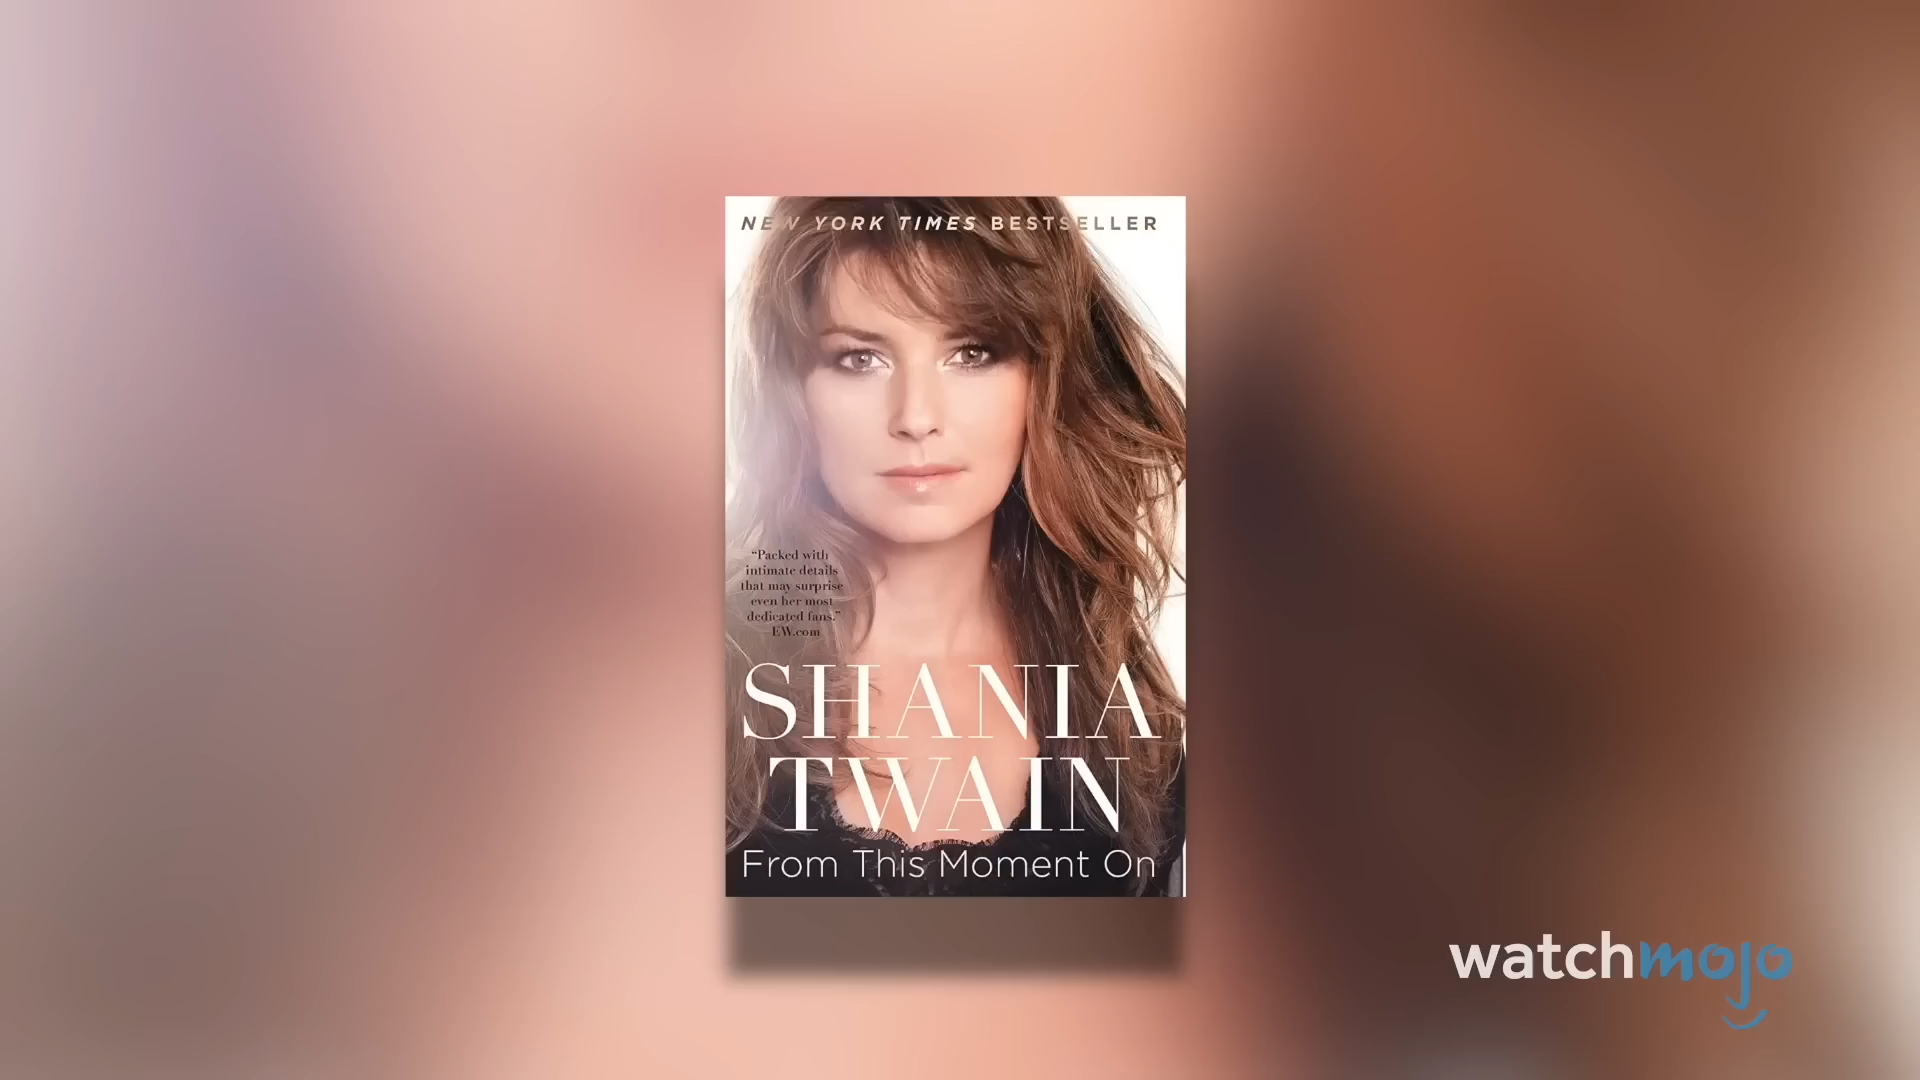 NEW YORK TIMES BESTSELLER
“Packed with
intimate details
that may surprise
even her most
dedicated fans.”
EW.com
SHANIA
TWAIN
From This Moment On
watchmojo